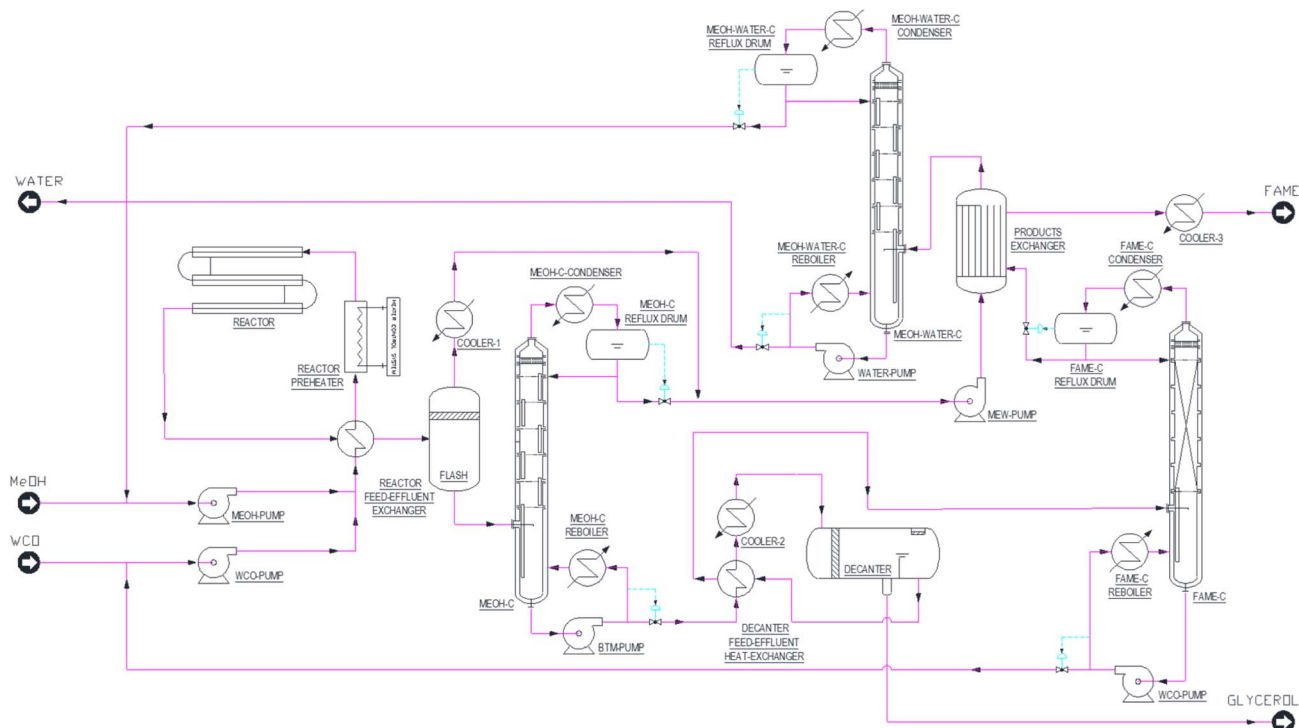 MEOH-WATER-C
REFLUX DRUM
MEOH-WATER-C
CONDENSER
WATER
FAME
PRODUCTS
EXCHANGER
COOLER-3
MEOH-WATER-C
REBOILER
FAME-C
CONDENSER
MEOH-C-CONDENSER
MEOH-C
REFLUX DRUM
REACTOR
HEATER CONTROL SYSTEM
COOLER-1
MEOH-WATER-C
WATER-PUMP
FAME-C
REFLUX DRUM
REACTOR
PREHEATER
MEW-PUMP
FLASH
MeOH
REACTOR
FEED-EFFLUENT
EXCHANGER
MEOH-PUMP
MEOH-C
REBOILER
WCO
COOLER-2
DECANTER
WCO-PUMP
FAME-C
REBOILER
MEOH-C
FAME-C
BTM-PUMP
DECANTER
FEED-EFFLUENT
HEAT-EXCHANGER
WCO-PUMP
GLYCEROL